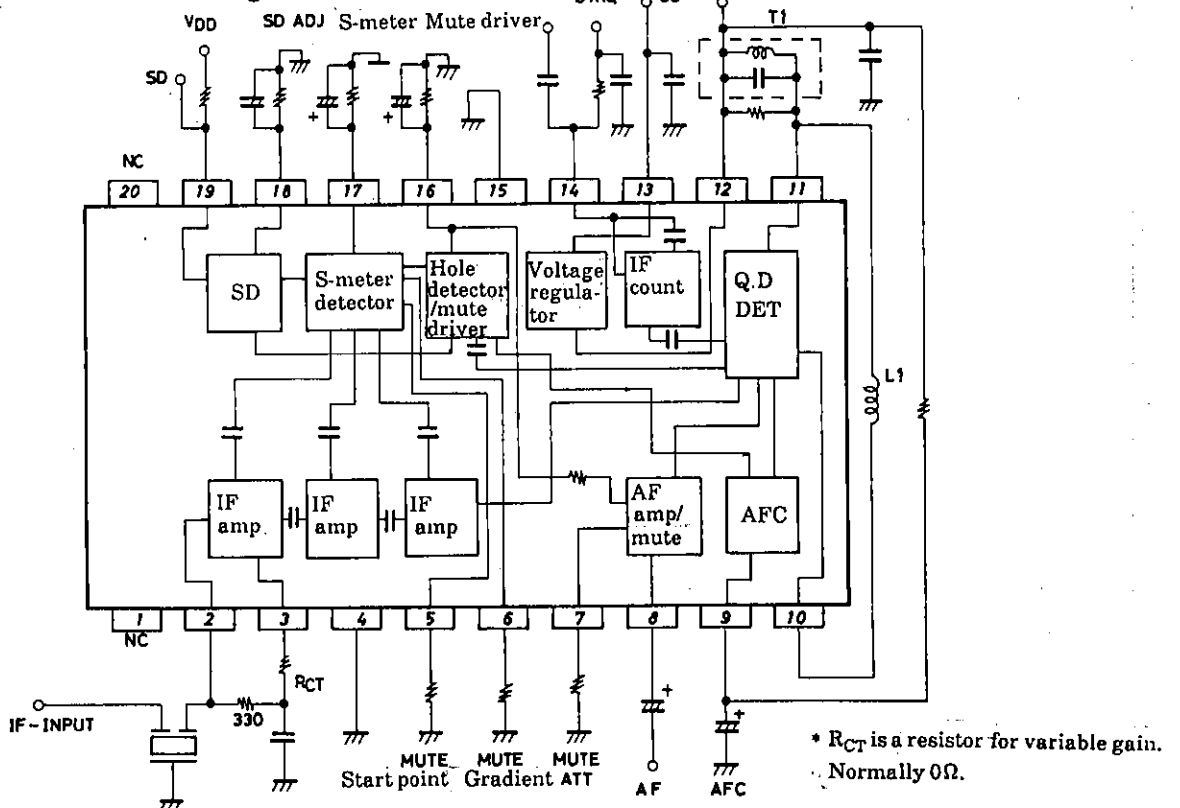 VDD
SD ADJ
S-meter Mute driver
T1
SD
NC
20
19
18
17
16
15
14
13
12
11
SD
S-meter
detector
Hole
detector
/mute
driver
Voltage
regula-
tor
IF
count
Q.D
DET
L1
IF
amp.
IF
amp
IF
amp
AF
amp/
mute
AFC
1
2
3
4
5
6
7
8
9
10
NC
RCT
330
IF-INPUT
MUTE
Start point
MUTE
Gradient
MUTE
ATT
+
+
+
+
AF
AFC
* RCT is a resistor for variable gain.
Normally 0Ω.